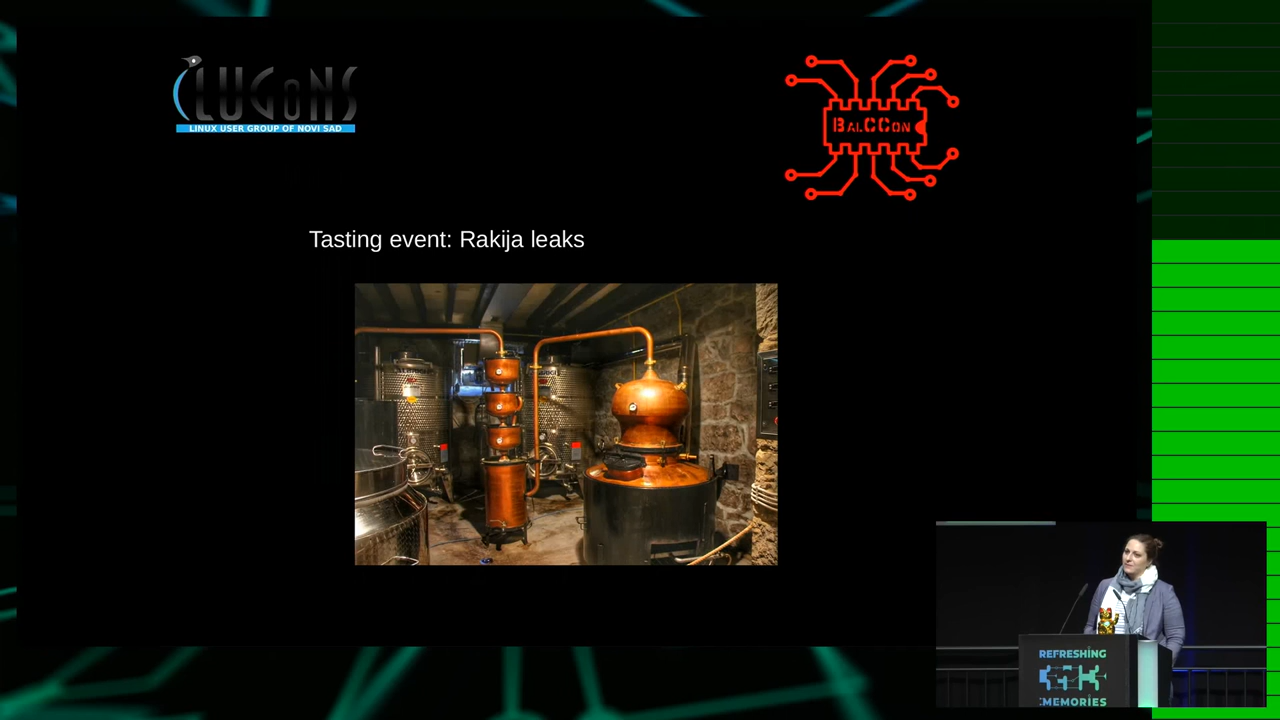 LUGoNS
LINUX USER GROUP OF NOVI SAD
BalCCon
Tasting event: Rakija leaks
REFRESHING
MEMORIES